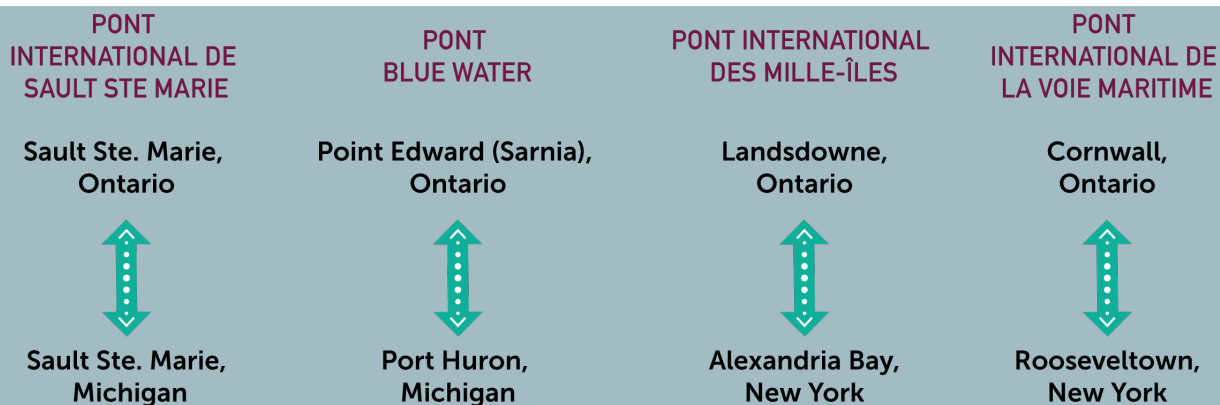 PONT
INTERNATIONAL DE
SAULT STE MARIE
Sault Ste. Marie,
Ontario
Sault Ste. Marie,
Michigan
PONT
BLUE WATER
Point Edward (Sarnia),
Ontario
Port Huron,
Michigan
PONT INTERNATIONAL
DES MILLE-ÎLES
Landsdowne,
Ontario
Alexandria Bay,
New York
PONT
INTERNATIONAL DE
LA VOIE MARITIME
Cornwall,
Ontario
Rooseveltown,
New York